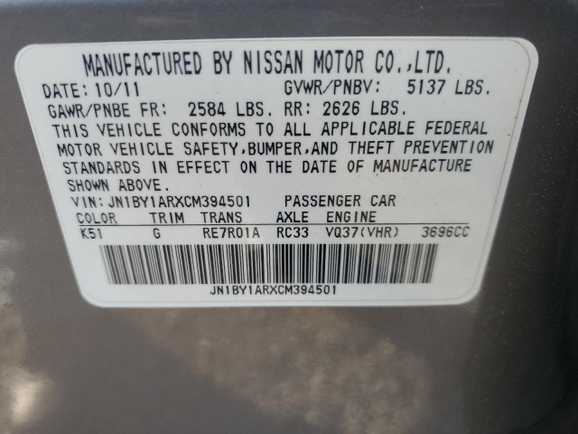 MANUFACTURED BY NISSAN MOTOR CO.,LTD.
DATE: 10/11 GVWR/PNBV: 5137 LBS.
GAWR/PNBE FR: 2584 LBS. RR: 2626 LBS.
THIS VEHICLE CONFORMS TO ALL APPLICABLE FEDERAL
MOTOR VEHICLE SAFETY,BUMPER,AND THEFT PREVENTION
STANDARDS IN EFFECT ON THE DATE OF MANUFACTURE
SHOWN ABOVE.
VIN: JN1BY1ARXCM394501 PASSENGER CAR
COLOR TRIM TRANS AXLE ENGINE
K51 G RE7R01A RC33 VQ37(VHR) 3696CC
JN1BY1ARXCM394501